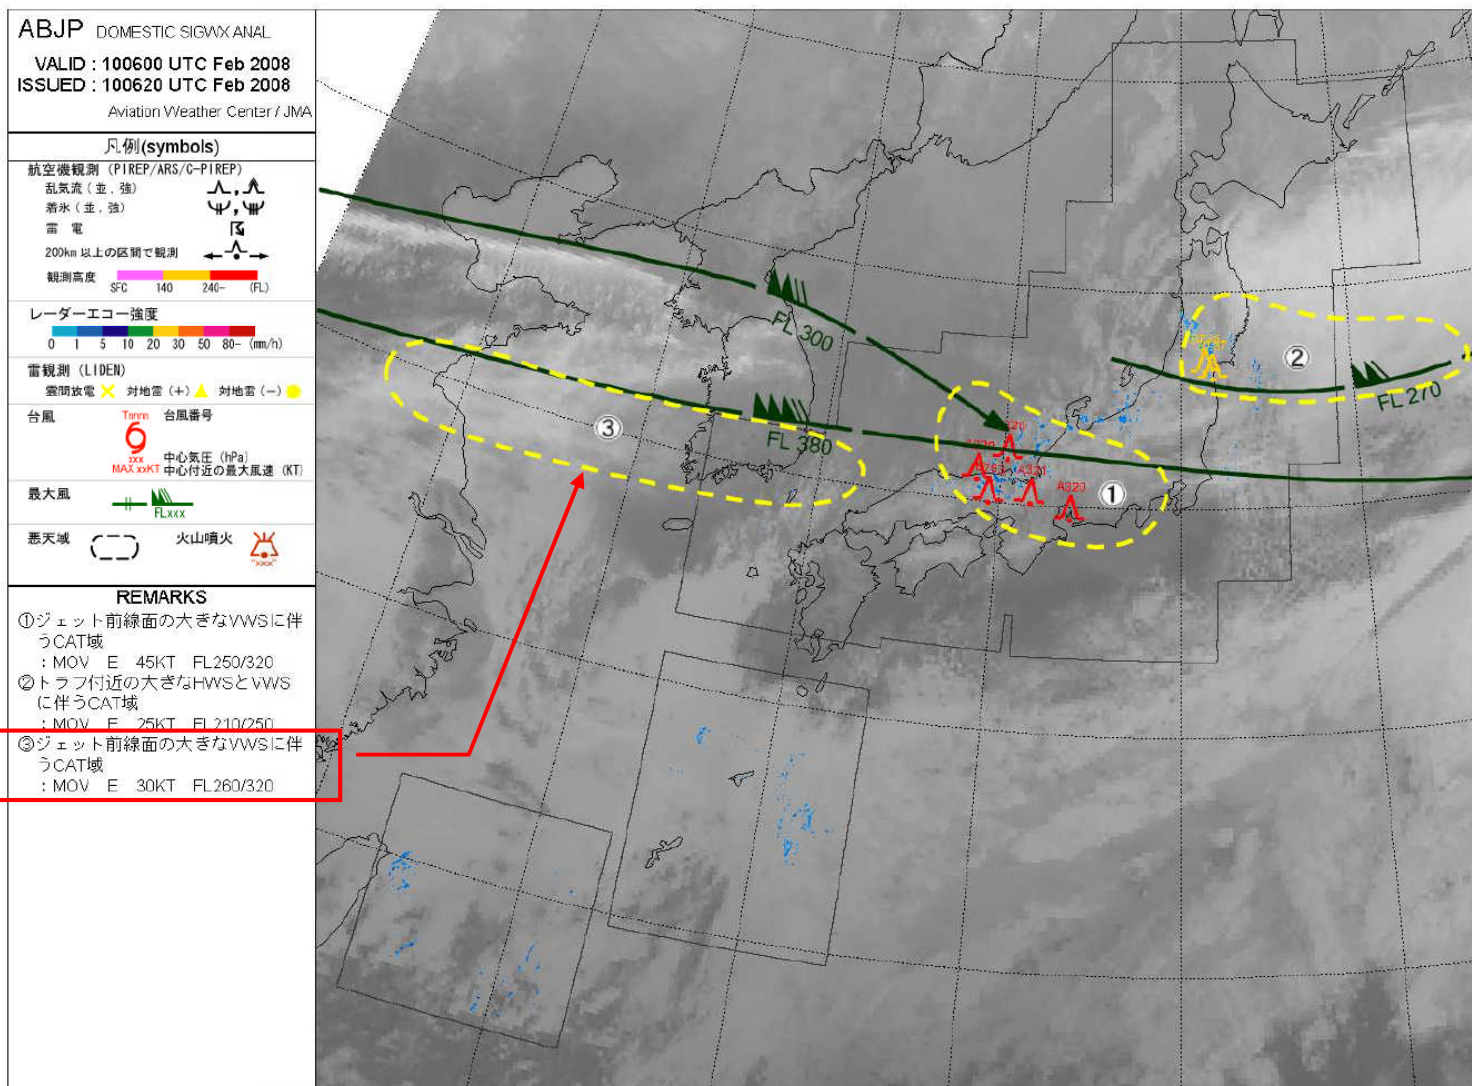 ABJP DOMESTIC SIGWX ANAL
VALID : 100600 UTC Feb 2008
ISSUED : 100620 UTC Feb 2008
Aviation Weather Center / JMA
凡例(symbols)
航空機観測 (PIREP/ARS/C-PIREP)
乱気流 ( 並 , 強)
着氷 ( 並 , 強)
雷 電
200km 以上の区間で観測
観測高度
SFC 140 240- (FL)
レーダーエコー強度
0 1 5 10 20 30 50 80- (mm/h)
雷観測 (LIDEN)
雲間放電 対地雷 (+) 対地雷 (-)
台風 Tnnnn 台風番号
xxx 中心気圧 (hPa)
MAX xxKT 中心付近の最大風速 (KT)
最大風
FLxxx
悪天域 火山噴火
"xxxx"
REMARKS
①ジェット前線面の大きなVWSに伴
うCAT域
: MOV E 45KT FL250/320
②トラフ付近の大きなHWSとVWS
に伴うCAT域
: MOV E 25KT FL210/250
③ジェット前線面の大きなVWSに伴
うCAT域
: MOV E 30KT FL260/320
FL 300
FL 380
FL 270
①
②
③
A321
A320